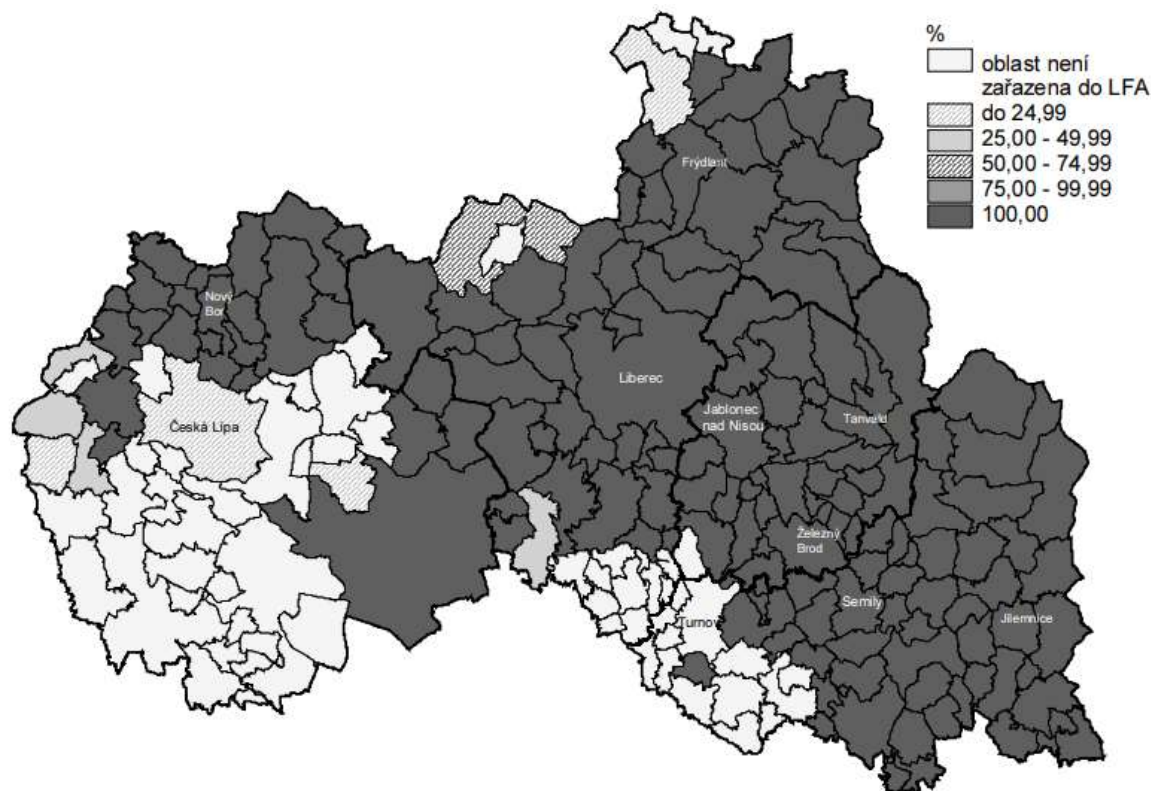 %
oblast není
zařazena do LFA
do 24,99
25,00 - 49,99
50,00 - 74,99
75,00 - 99,99
100,00
Frýdlant
Nový
Bor
Liberec
Česká Lípa
Jablonec
nad Nisou
Tanvald
Železný
Brod
Semily
Turnov
Jilemnice